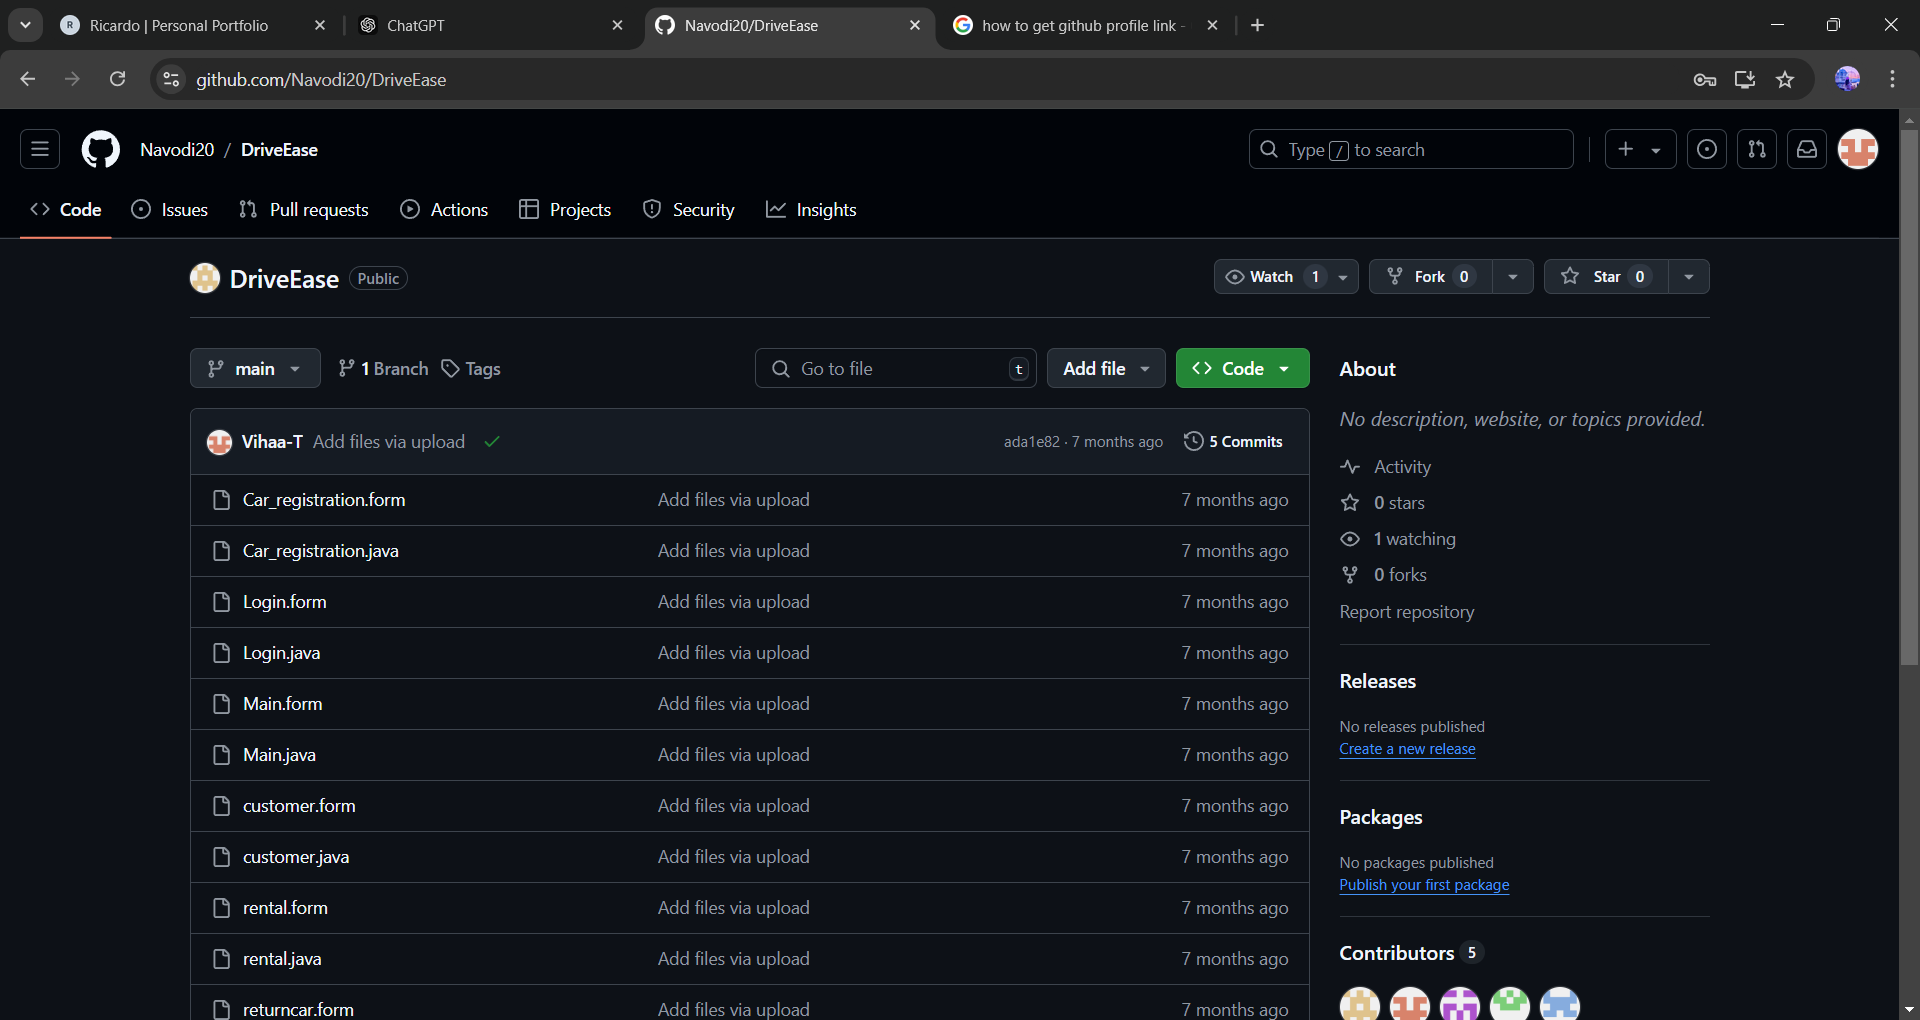 Ricardo | Personal Portfolio
ChatGPT
Navodi20/DriveEase
how to get github profile link -
github.com/Navodi20/DriveEase
Navodi20 / DriveEase
Type / to search
Code
Issues
Pull requests
Actions
Projects
Security
Insights
DriveEase Public
Watch 1
Fork 0
Star 0
main
1 Branch
Tags
Go to file t
Add file
Code
Vihaa-T Add files via upload
ada1e82 · 7 months ago
5 Commits
Car_registration.form Add files via upload 7 months ago
Car_registration.java Add files via upload 7 months ago
Login.form Add files via upload 7 months ago
Login.java Add files via upload 7 months ago
Main.form Add files via upload 7 months ago
Main.java Add files via upload 7 months ago
customer.form Add files via upload 7 months ago
customer.java Add files via upload 7 months ago
rental.form Add files via upload 7 months ago
rental.java Add files via upload 7 months ago
returncar.form Add files via upload 7 months ago
About
No description, website, or topics provided.
Activity
0 stars
1 watching
0 forks
Report repository
Releases
No releases published
Create a new release
Packages
No packages published
Publish your first package
Contributors 5